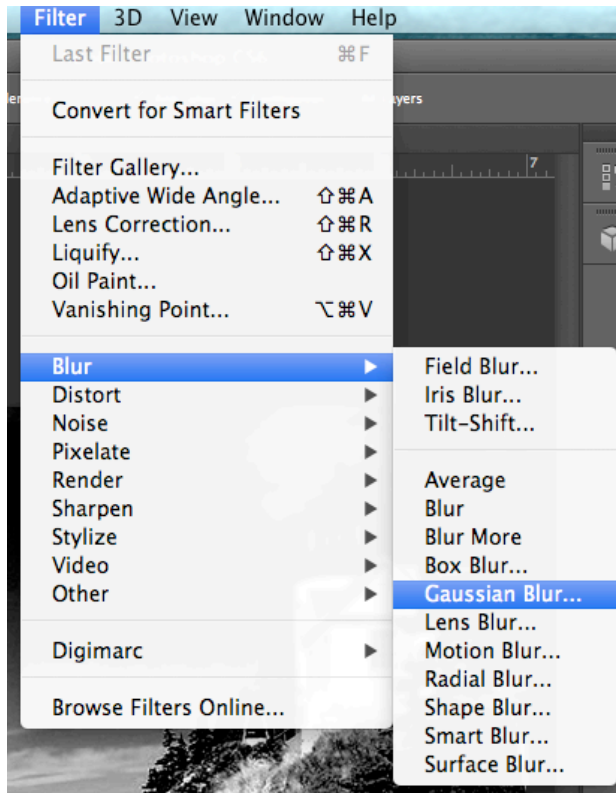 Filter 3D View Window Help
Last Filter ⌘F
Convert for Smart Filters
Filter Gallery...
Adaptive Wide Angle... ⇧⌘A
Lens Correction... ⇧⌘R
Liquify... ⇧⌘X
Oil Paint...
Vanishing Point... ⌥⌘V
Blur ▶
Distort ▶
Noise ▶
Pixelate ▶
Render ▶
Sharpen ▶
Stylize ▶
Video ▶
Other ▶
Digimarc ▶
Browse Filters Online...
Field Blur...
Iris Blur...
Tilt-Shift...
Average
Blur
Blur More
Box Blur...
Gaussian Blur...
Lens Blur...
Motion Blur...
Radial Blur...
Shape Blur...
Smart Blur...
Surface Blur...
7